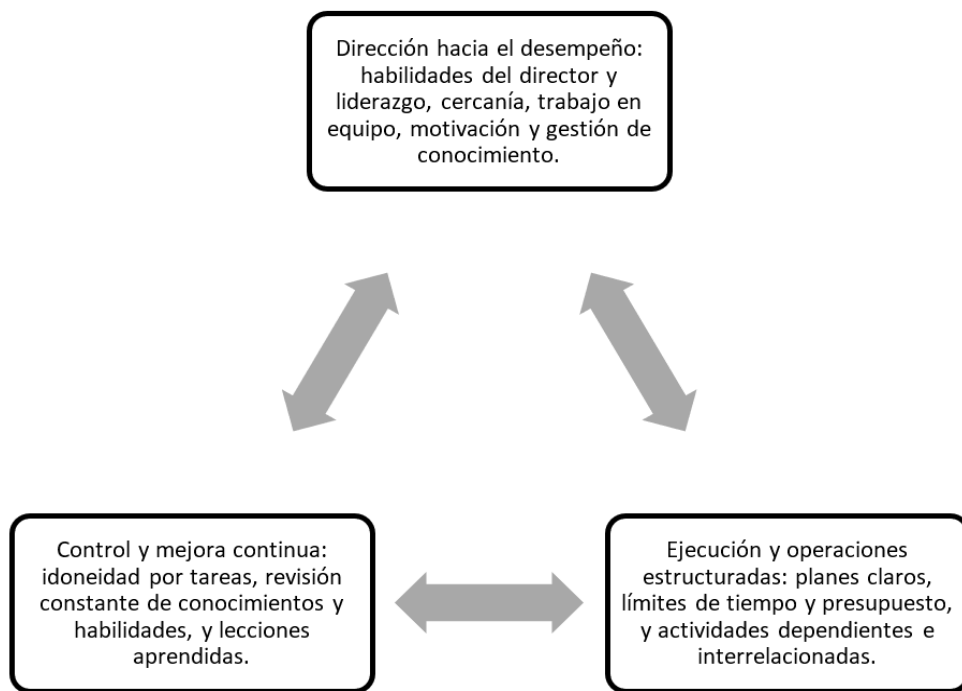 Dirección hacia el desempeño:
habilidades del director y
liderazgo, cercanía, trabajo en
equipo, motivación y gestión de
conocimiento.
Control y mejora continua:
idoneidad por tareas, revisión
constante de conocimientos y
habilidades, y lecciones
aprendidas.
Ejecución y operaciones
estructuradas: planes claros,
límites de tiempo y presupuesto,
y actividades dependientes e
interrelacionadas.